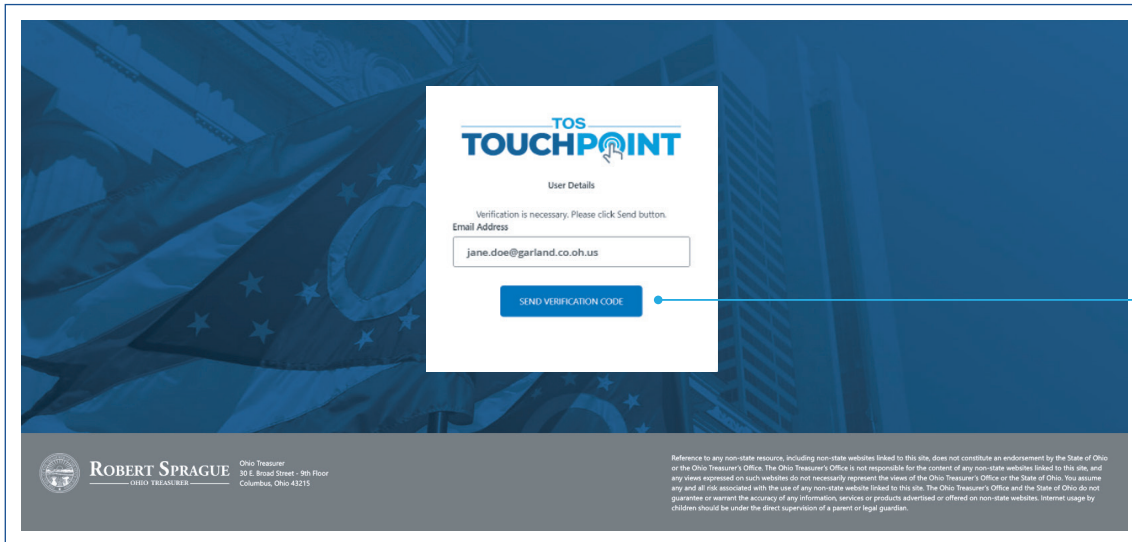 TOS
TOUCHPOINT
User Details
Verification is necessary. Please click Send button.
Email Address
jane.doe@garland.co.oh.us
SEND VERIFICATION CODE
ROBERT SPRAGUE
OHIO TREASURER
Ohio Treasurer
30 E. Broad Street - 9th Floor
Columbus, Ohio 43215
Reference to any non-state resource, including non-state websites linked to this site, does not constitute an endorsement by the State of Ohio
or the Ohio Treasurer's Office. The Ohio Treasurer's Office is not responsible for the content of any non-state websites linked to this site, and
any views expressed on such websites do not necessarily represent the views of the Ohio Treasurer's Office or the State of Ohio. You assume
any and all risk associated with the use of any non-state website linked to this site. The Ohio Treasurer's Office and the State of Ohio do not
guarantee or warrant the accuracy of any information, services or products advertised or offered on non-state websites. Internet usage by
children should be under the direct supervision of a parent or legal guardian.